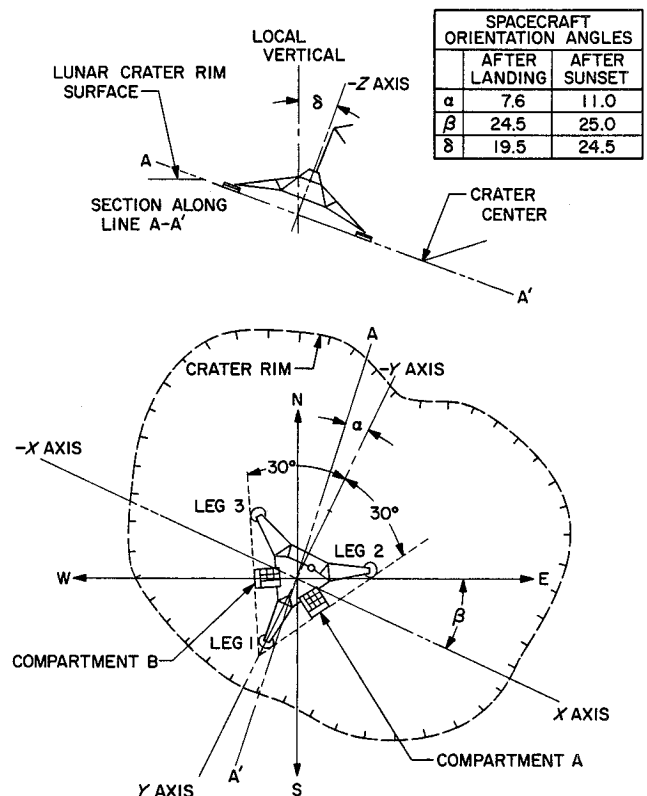 SPACECRAFT
ORIENTATION ANGLES
AFTER LANDING AFTER SUNSET
α 7.6 11.0
β 24.5 25.0
δ 19.5 24.5
LOCAL
VERTICAL
-Z AXIS
δ
LUNAR CRATER RIM
SURFACE
A
SECTION ALONG
LINE A-A'
CRATER
CENTER
A'
A
CRATER RIM
-Y AXIS
N
α
-X AXIS
30°
30°
LEG 3
LEG 2
W
E
β
LEG 1
COMPARTMENT B
X AXIS
COMPARTMENT A
Y AXIS
A'
S